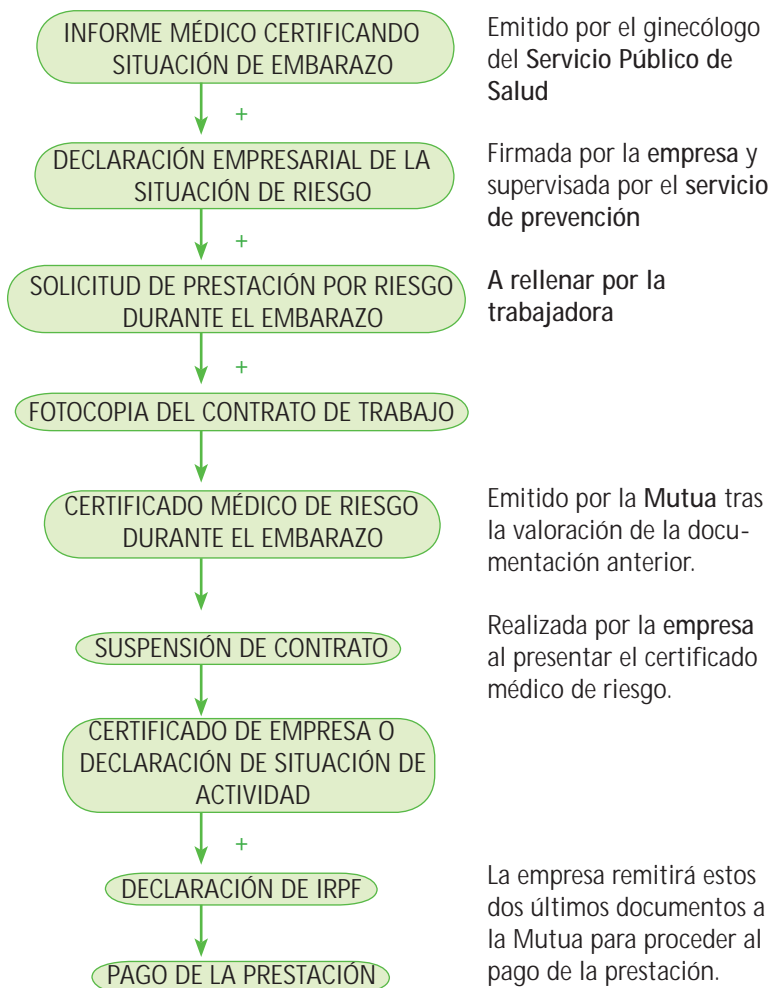 INFORME MÉDICO CERTIFICANDO
SITUACIÓN DE EMBARAZO
Emitido por el ginecólogo
del Servicio Público de
Salud
+
DECLARACIÓN EMPRESARIAL DE LA
SITUACIÓN DE RIESGO
Firmada por la empresa y
supervisada por el servicio
de prevención
+
SOLICITUD DE PRESTACIÓN POR RIESGO
DURANTE EL EMBARAZO
A rellenar por la
trabajadora
+
FOTOCOPIA DEL CONTRATO DE TRABAJO
CERTIFICADO MÉDICO DE RIESGO
DURANTE EL EMBARAZO
Emitido por la Mutua tras
la valoración de la docu-
mentación anterior.
SUSPENSIÓN DE CONTRATO
Realizada por la empresa
al presentar el certificado
médico de riesgo.
CERTIFICADO DE EMPRESA O
DECLARACIÓN DE SITUACIÓN DE
ACTIVIDAD
+
DECLARACIÓN DE IRPF
PAGO DE LA PRESTACIÓN
La empresa remitirá estos
dos últimos documentos a
la Mutua para proceder al
pago de la prestación.